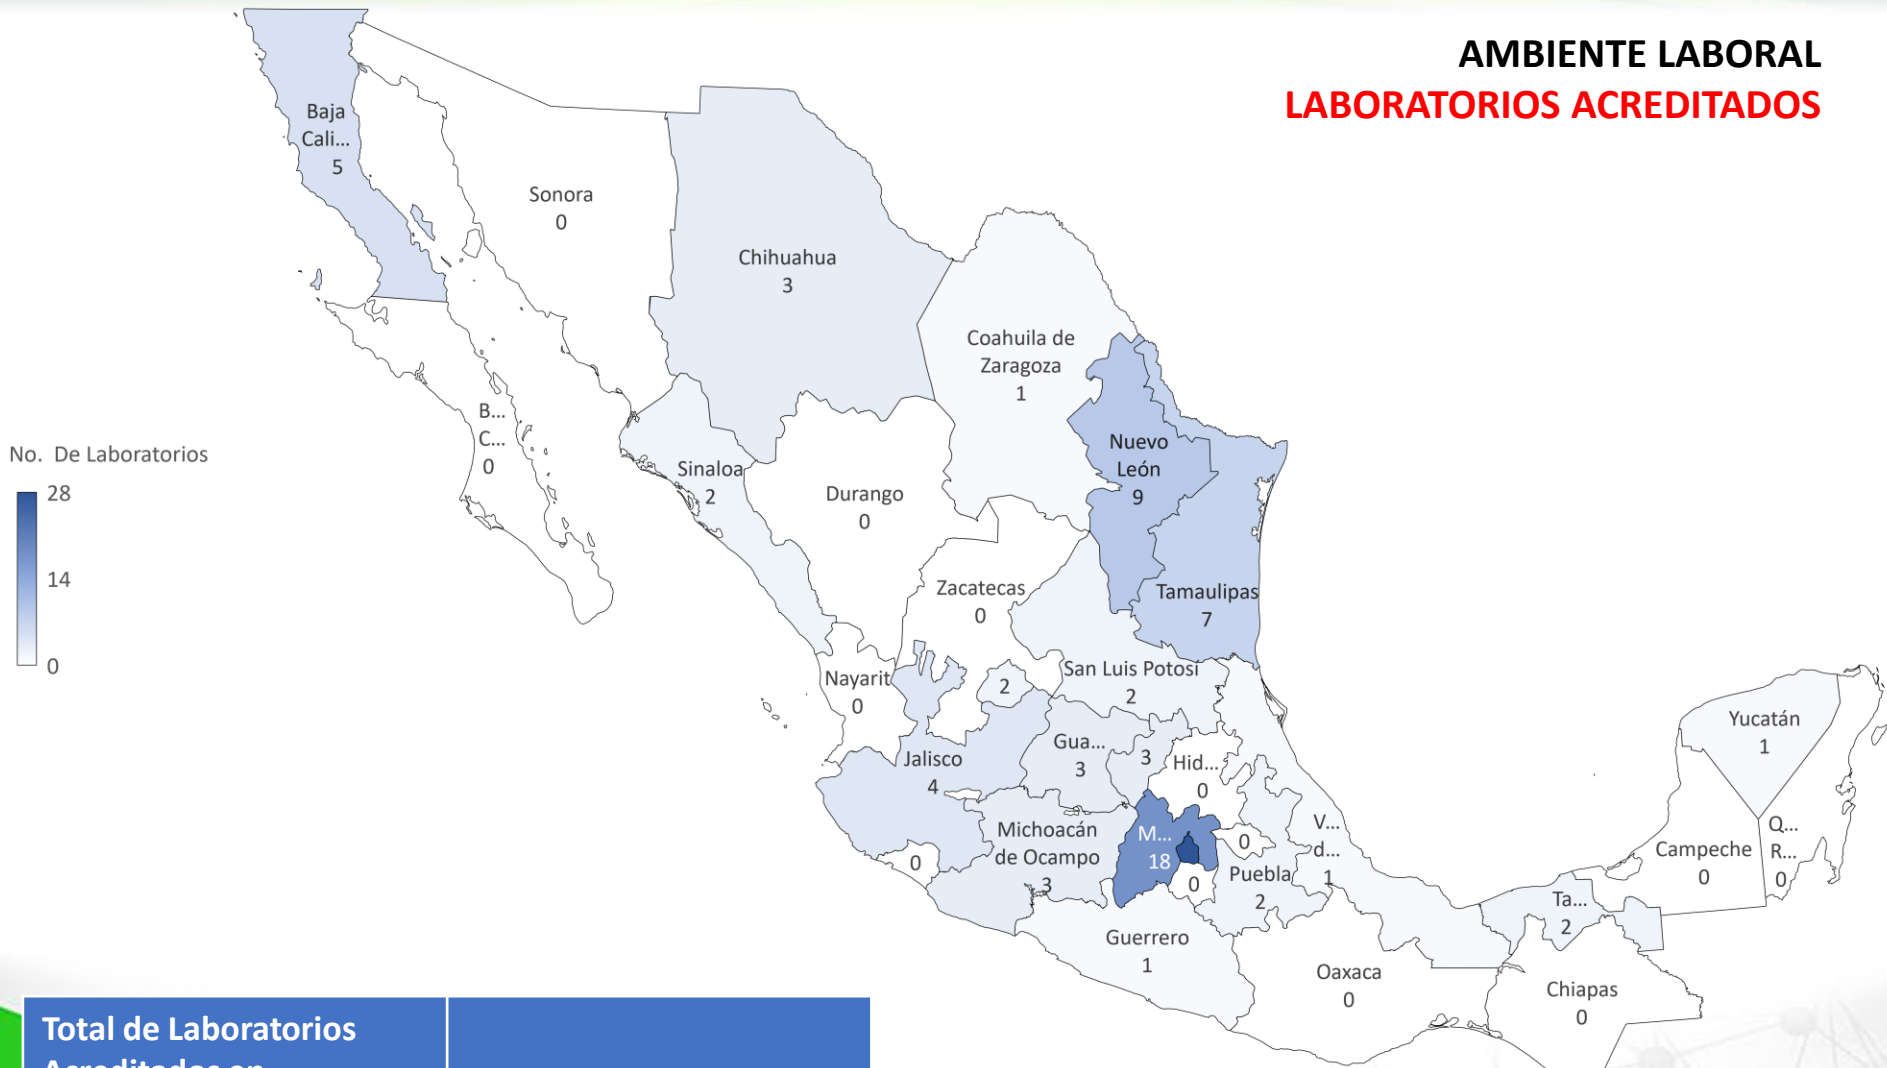 AMBIENTE LABORAL
LABORATORIOS ACREDITADOS
Baja
Cali...
5
Sonora
0
Chihuahua
3
Coahuila de
Zaragoza
1
B...
C...
0
No. De Laboratorios
28
14
0
Sinaloa
2
Durango
0
Nuevo
León
9
Zacatecas
0
Tamaulipas
7
Nayarit
0
2
San Luis Potosí
2
Jalisco
4
Gua...
3
3
Hid...
0
Yucatán
1
Michoacán
de Ocampo
3
0
M...
18
0
0
Puebla
2
V...
d...
1
Campeche
0
Q...
R...
0
Ta...
2
Guerrero
1
Oaxaca
0
Chiapas
0
Total de Laboratorios
Acreditados en